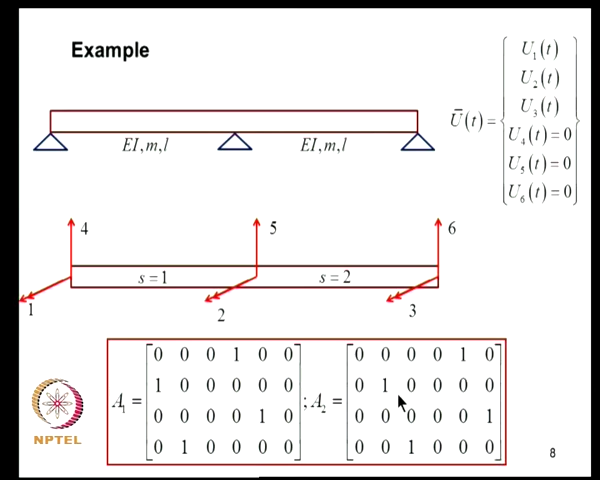 Example
Ū(t) = { U₁(t)
U₂(t)
U₃(t)
U₄(t) = 0
U₅(t) = 0
U₆(t) = 0 }
EI, m, l EI, m, l
4 5 6
s = 1 s = 2
1 2 3
A₁ = [ 0 0 0 1 0 0
1 0 0 0 0 0
0 0 0 0 1 0
0 1 0 0 0 0 ]
; A₂ = [ 0 0 0 0 1 0
0 1 0 0 0 0
0 0 0 0 0 1
0 0 1 0 0 0 ]
NPTEL
8